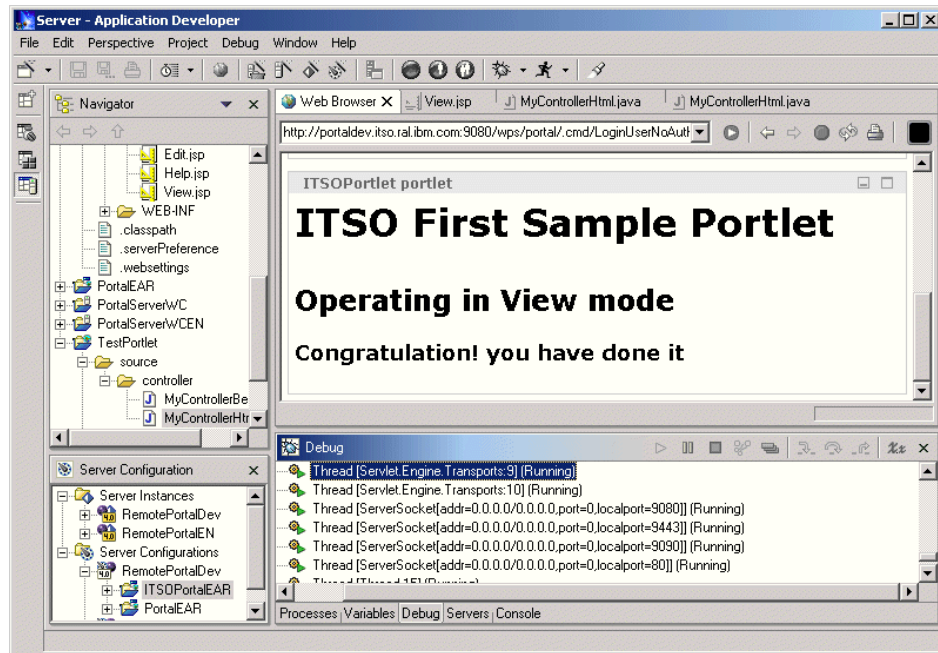 Server - Application Developer
File Edit Perspective Project Debug Window Help
Navigator
Edit.jsp
Help.jsp
View.jsp
WEB-INF
.classpath
.serverPreference
.websettings
PortalEAR
PortalServerWC
PortalServerWCEN
TestPortlet
source
controller
MyControllerBe
MyControllerHtr
Web Browser View.jsp MyControllerHtml.java MyControllerHtml.java
http://portaldev.itso.ral.ibm.com:9080/wps/portal/.cmd/LoginUserNoAuth
ITSOPortlet portlet
ITSO First Sample Portlet
Operating in View mode
Congratulation! you have done it
Server Configuration
Server Instances
RemotePortalDev
RemotePortalEN
Server Configurations
RemotePortalDev
ITSOPortalEAR
PortalEAR
Debug
Thread [Servlet.Engine.Transports:9] (Running)
Thread [Servlet.Engine.Transports:10] (Running)
Thread [ServerSocket[addr=0.0.0.0/0.0.0.0,port=0,localport=9080]] (Running)
Thread [ServerSocket[addr=0.0.0.0/0.0.0.0,port=0,localport=9443]] (Running)
Thread [ServerSocket[addr=0.0.0.0/0.0.0.0,port=0,localport=9090]] (Running)
Thread [ServerSocket[addr=0.0.0.0/0.0.0.0,port=0,localport=80]] (Running)
Thread [Thread-15] (Running)
Processes Variables Debug Servers Console